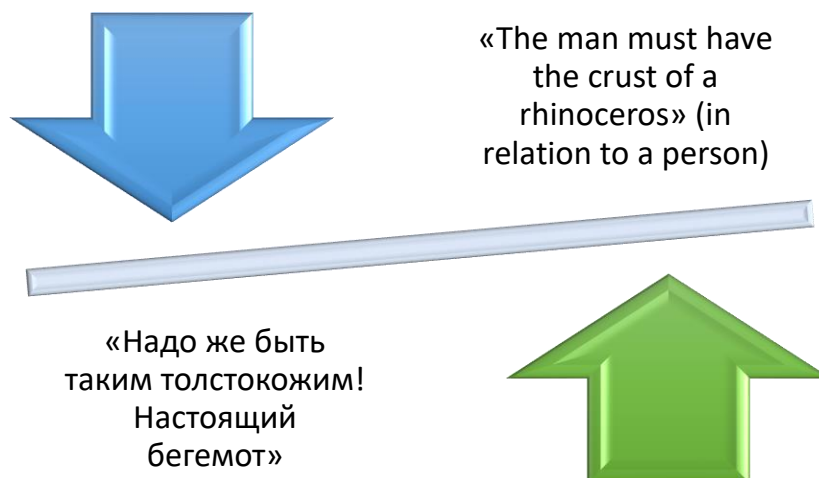 «The man must have
the crust of a
rhinoceros» (in
relation to a person)
«Надо же быть
таким толстокожим!
Настоящий
бегемот»